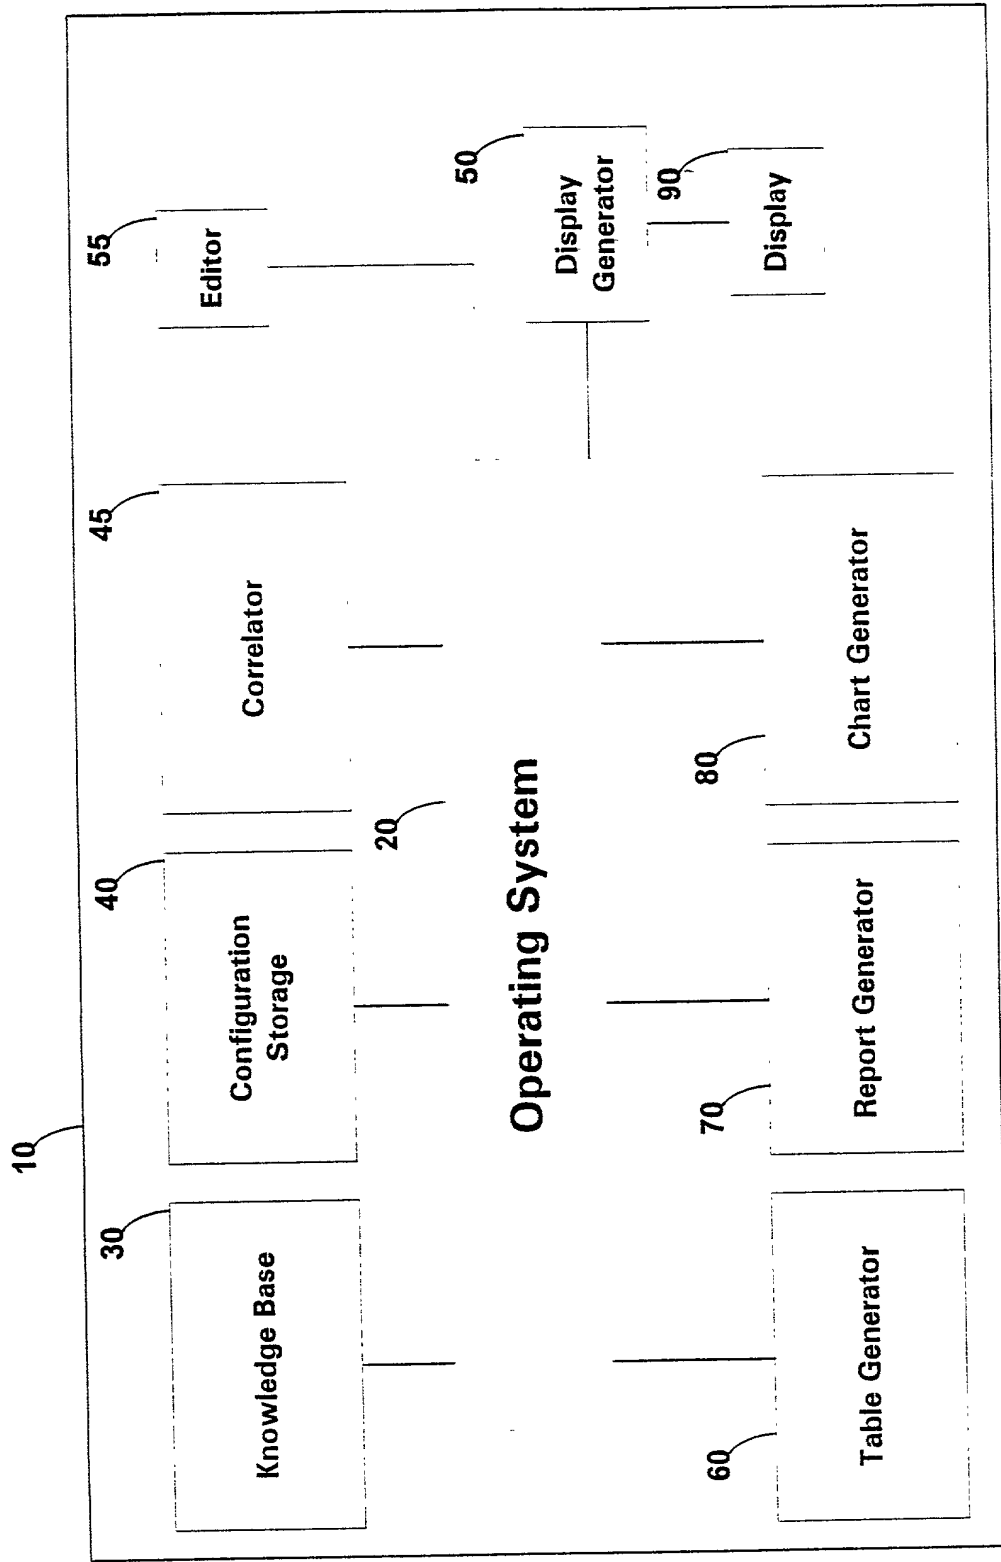 10
30
Knowledge Base
40
Configuration
Storage
45
Correlator
55
Editor
20
Operating System
50
Display
Generator
60
Table Generator
70
Report Generator
80
Chart Generator
90
Display